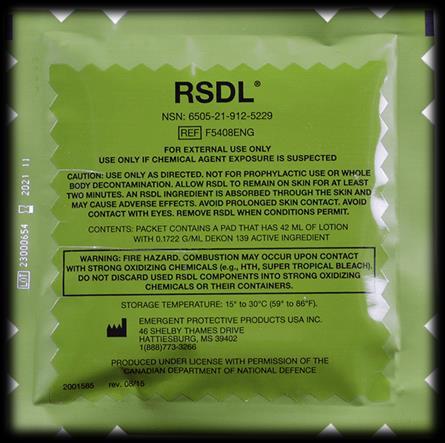 RSDL®
NSN: 6505-21-912-5229
REF F5408ENG
FOR EXTERNAL USE ONLY
USE ONLY IF CHEMICAL AGENT EXPOSURE IS SUSPECTED
CAUTION: USE ONLY AS DIRECTED. NOT FOR PROPHYLACTIC USE OR WHOLE
BODY DECONTAMINATION. ALLOW RSDL TO REMAIN ON SKIN FOR AT LEAST
TWO MINUTES. AN RSDL INGREDIENT IS ABSORBED THROUGH THE SKIN AND
MAY CAUSE ADVERSE EFFECTS. AVOID PROLONGED SKIN CONTACT. AVOID
CONTACT WITH EYES. REMOVE RSDL WHEN CONDITIONS PERMIT.
CONTENTS: PACKET CONTAINS A PAD THAT HAS 42 ML OF LOTION
WITH 0.1722 G/ML DEKON 139 ACTIVE INGREDIENT
WARNING: FIRE HAZARD. COMBUSTION MAY OCCUR UPON CONTACT
WITH STRONG OXIDIZING CHEMICALS (e.g., HTH, SUPER TROPICAL BLEACH).
DO NOT DISCARD USED RSDL COMPONENTS INTO STRONG OXIDIZING
CHEMICALS OR THEIR CONTAINERS.
STORAGE TEMPERATURE: 15° to 30°C (59° to 86°F).
EMERGENT PROTECTIVE PRODUCTS USA INC.
46 SHELBY THAMES DRIVE
HATTIESBURG, MS 39402
1(888)773-3266
PRODUCED UNDER LICENSE WITH PERMISSION OF THE
CANADIAN DEPARTMENT OF NATIONAL DEFENCE
2001585 rev. 08/15
LOT 23000654 2021 11